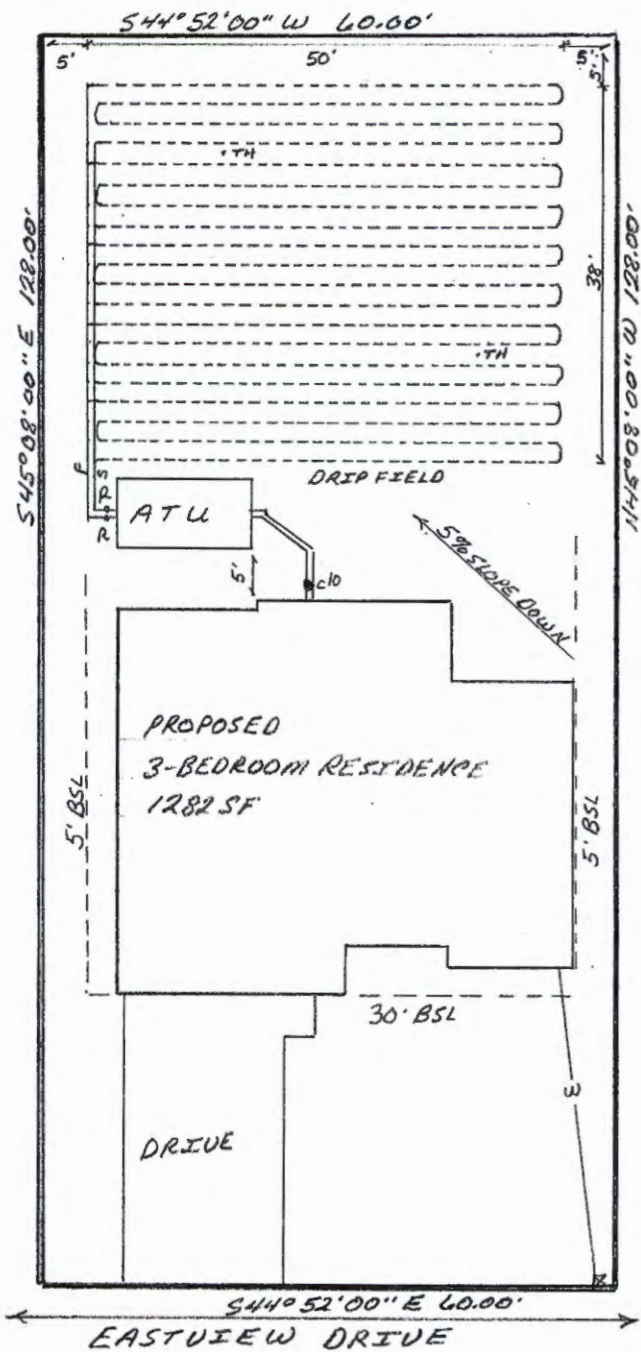 S44°52'00" W 60.00'
5' 50' 5'
5'
.TH
S45°08'00" E 128.00'
N45°08'00" W 128.00'
38'
.TH
DRIP FIELD
P
S
R
R
ATU
5% SLOPE DOWN
5'
c/o
PROPOSED
3-BEDROOM RESIDENCE
1282 SF
5' BSL
5' BSL
30' BSL
W
DRIVE
S44°52'00" E 60.00'
EASTVIEW DRIVE